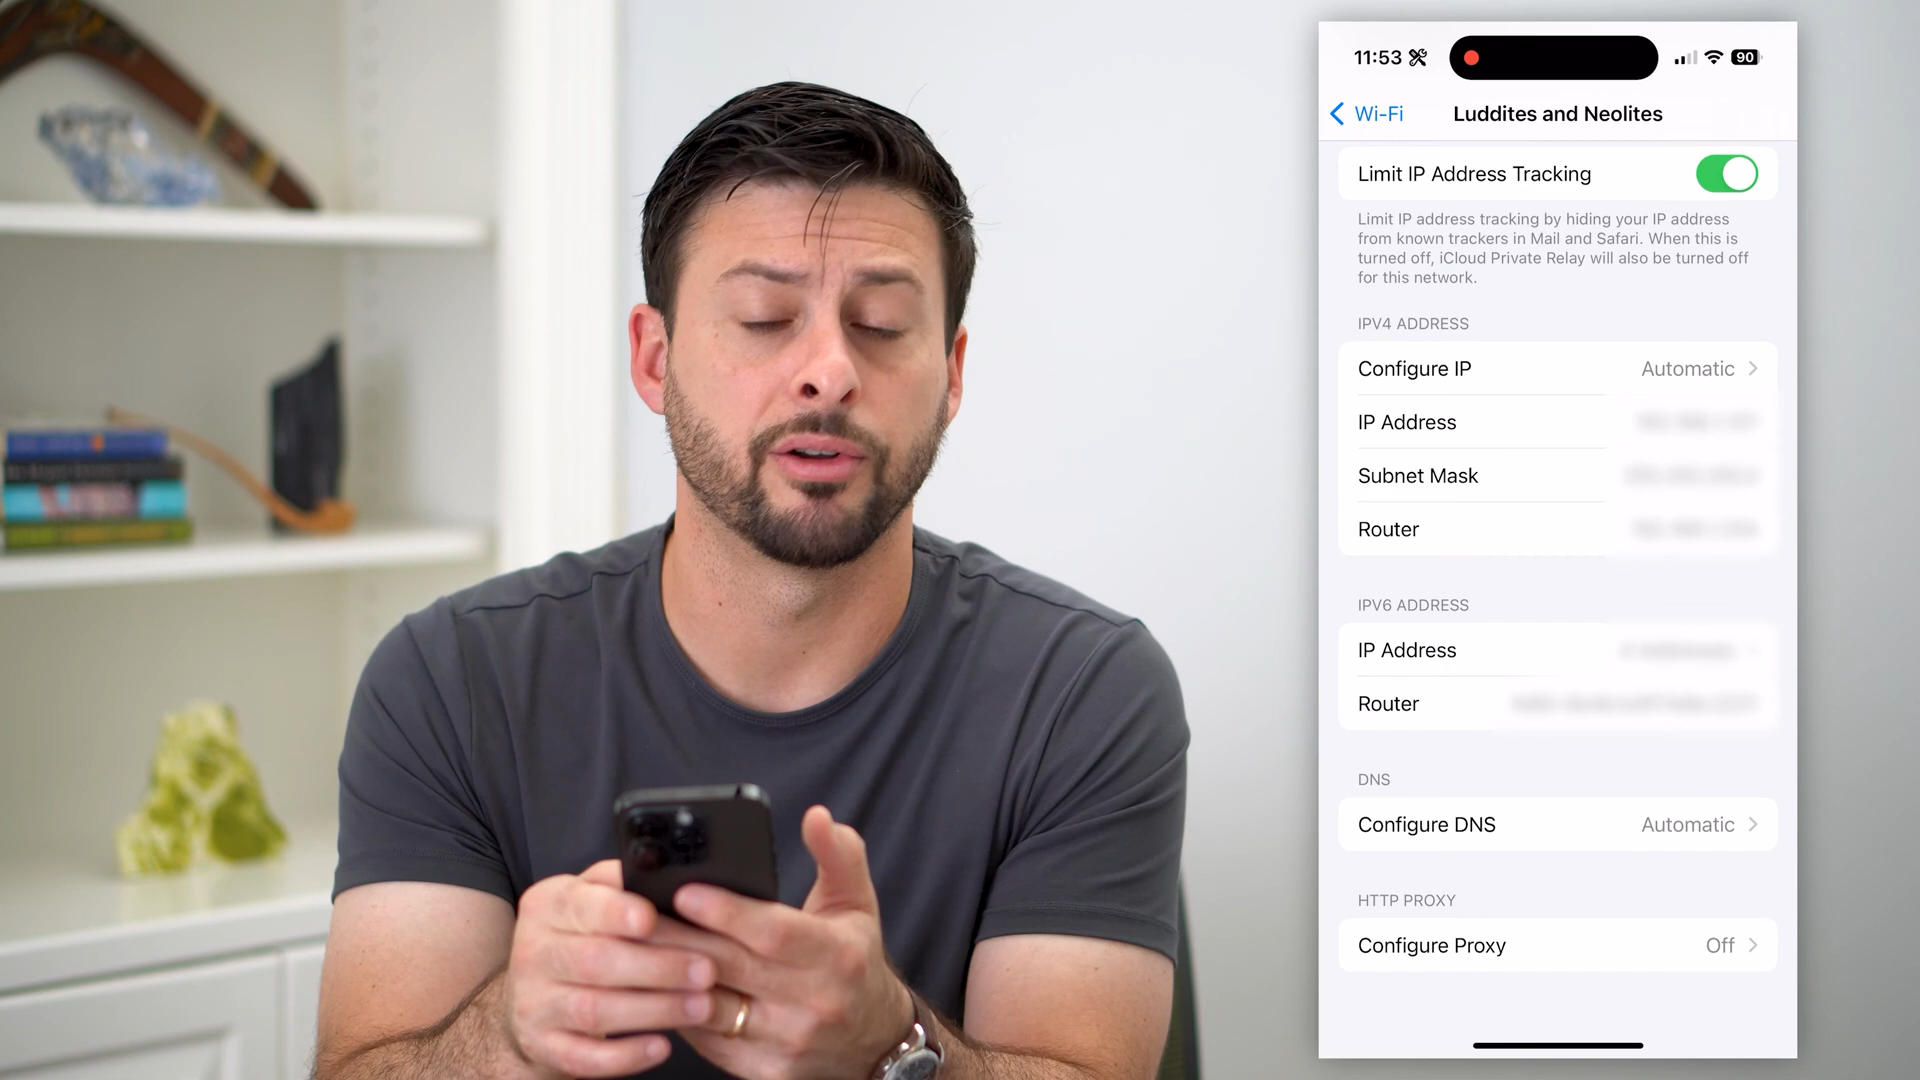 11:53
90
Wi-Fi
Luddites and Neolites
Limit IP Address Tracking
Limit IP address tracking by hiding your IP address
from known trackers in Mail and Safari. When this is
turned off, iCloud Private Relay will also be turned off
for this network.
IPV4 ADDRESS
Configure IP Automatic
IP Address
Subnet Mask
Router
IPV6 ADDRESS
IP Address
Router
DNS
Configure DNS Automatic
HTTP PROXY
Configure Proxy Off